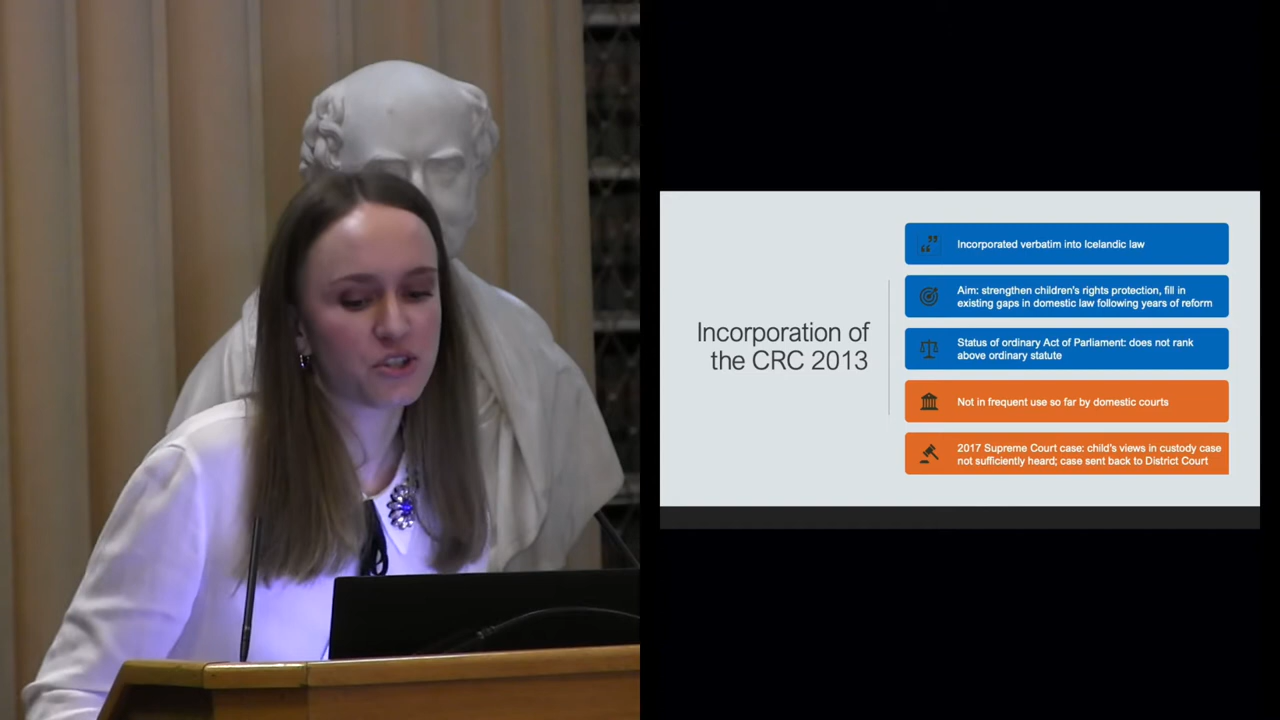 Incorporation of
the CRC 2013
Incorporated verbatim into Icelandic law
Aim: strengthen children's rights protection, fill in
existing gaps in domestic law following years of reform
Status of ordinary Act of Parliament: does not rank
above ordinary statute
Not in frequent use so far by domestic courts
2017 Supreme Court case: child's views in custody case
not sufficiently heard; case sent back to District Court